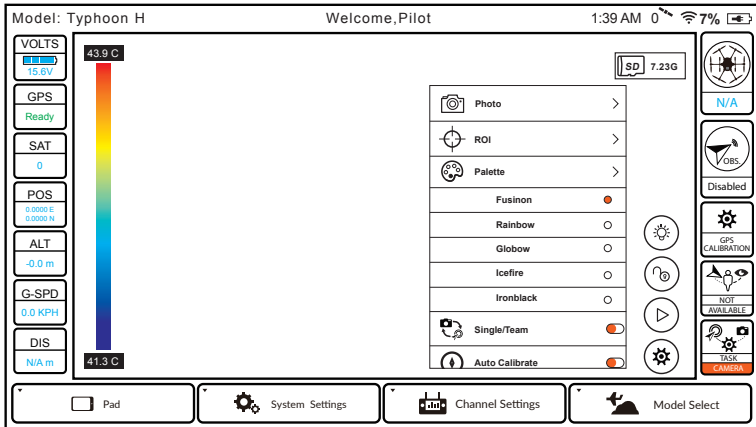 Model: Typhoon H
Welcome,Pilot
1:39 AM 0 7%
VOLTS
15.6V
GPS
Ready
SAT
0
POS
0.0000 E
0.0000 N
ALT
-0.0 m
G-SPD
0.0 KPH
DIS
N/A m
43.9 C
41.3 C
SD 7.23G
Photo
ROI
Palette
Fusinon
Rainbow
Globow
Icefire
Ironblack
Single/Team
Auto Calibrate
N/A
OBS.
Disabled
GPS
CALIBRATION
NOT
AVAILABLE
TASK
CAMERA
Pad
System Settings
Channel Settings
Model Select